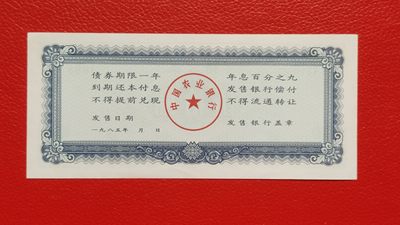 债券期限一年
到期还本付息
不得提前兑现
发售日期
一九八五年 月 日
中国农业银行
年息百分之九
发售银行偿付
不得流通转让
发售银行盖章